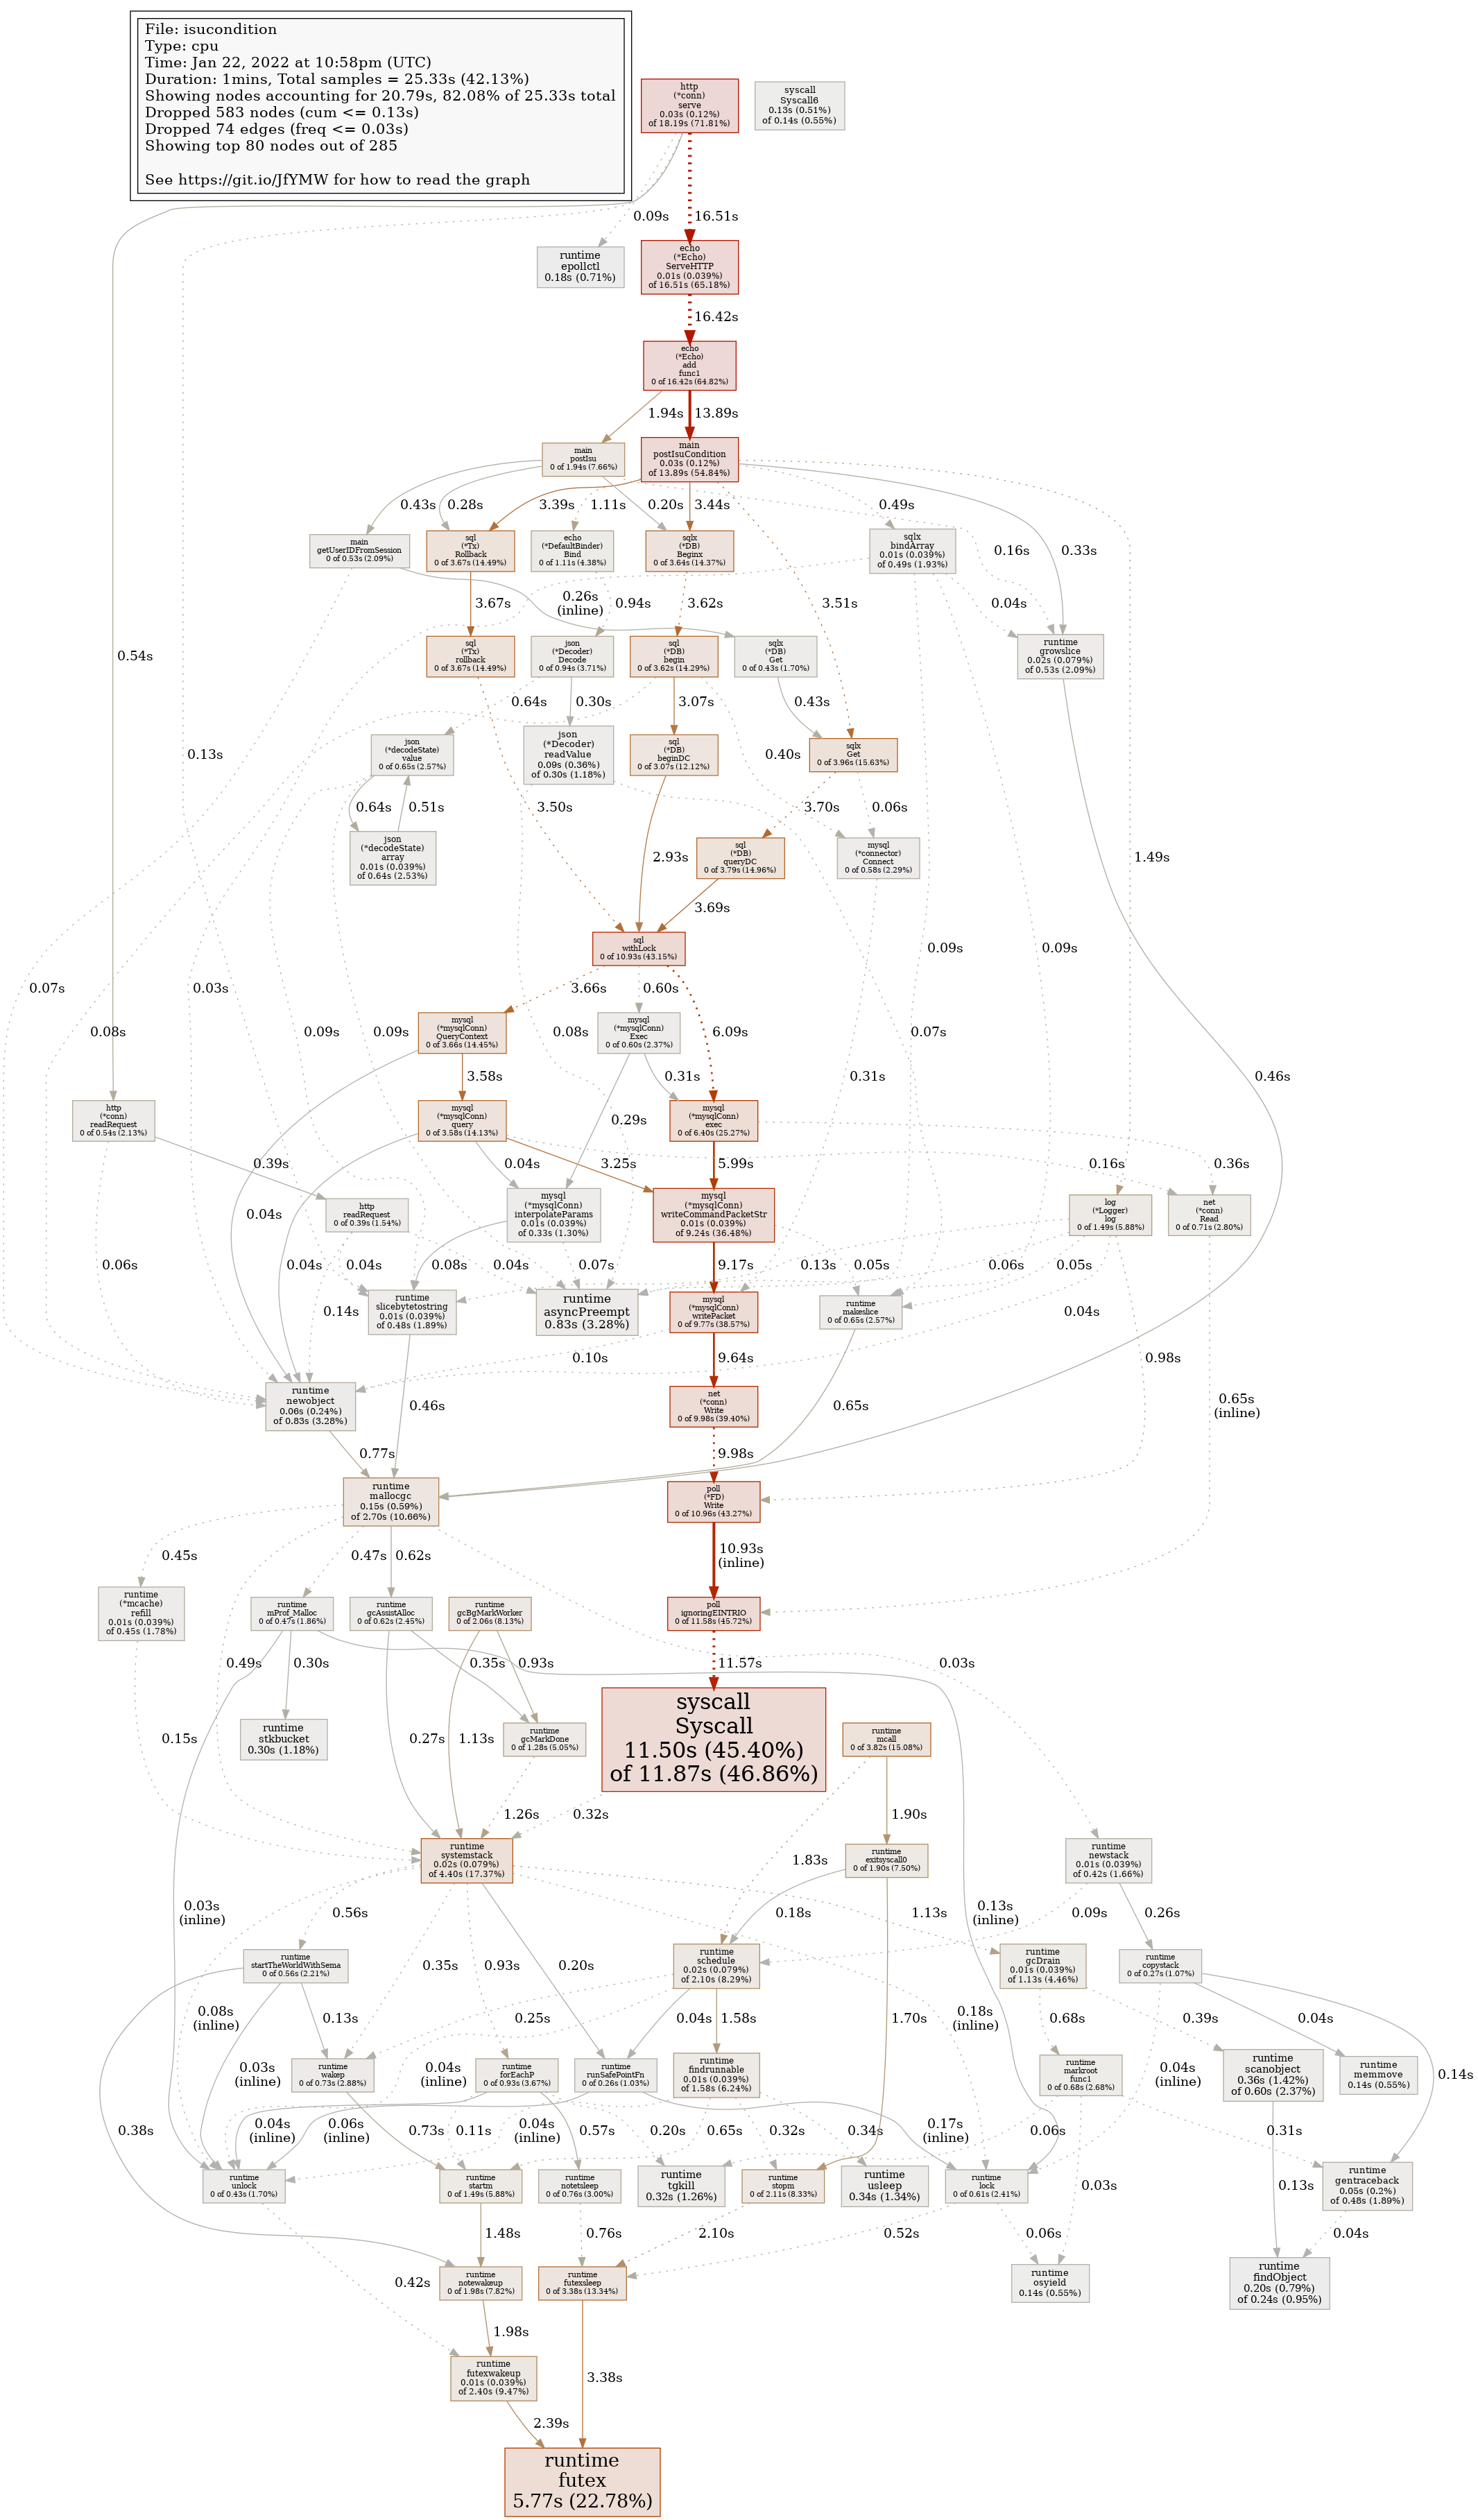 File: isucondition
Type: cpu
Time: Jan 22, 2022 at 10:58pm (UTC)
Duration: 1mins, Total samples = 25.33s (42.13%)
Showing nodes accounting for 20.79s, 82.08% of 25.33s total
Dropped 583 nodes (cum <= 0.13s)
Dropped 74 edges (freq <= 0.03s)
Showing top 80 nodes out of 285
See https://git.io/JfYMW for how to read the graph
http
(*conn)
serve
0.03s (0.12%)
of 18.19s (71.81%)
syscall
Syscall6
0.13s (0.51%)
of 0.14s (0.55%)
0.09s
16.51s
runtime
epollctl
0.18s (0.71%)
echo
(*Echo)
ServeHTTP
0.01s (0.039%)
of 16.51s (65.18%)
16.42s
echo
(*Echo)
add
func1
0 of 16.42s (64.82%)
1.94s
13.89s
main
postIsu
0 of 1.94s (7.66%)
main
postIsuCondition
0.03s (0.12%)
of 13.89s (54.84%)
0.43s
0.28s
3.39s
1.11s
0.20s
3.44s
0.49s
0.16s
0.33s
main
getUserIDFromSession
0 of 0.53s (2.09%)
sql
(*Tx)
Rollback
0 of 3.67s (14.49%)
echo
(*DefaultBinder)
Bind
0 of 1.11s (4.38%)
sqlx
(*DB)
Beginx
0 of 3.64s (14.37%)
sqlx
bindArray
0.01s (0.039%)
of 0.49s (1.93%)
3.67s
0.26s
(inline)
0.94s
3.62s
3.51s
0.04s
0.54s
sql
(*Tx)
rollback
0 of 3.67s (14.49%)
json
(*Decoder)
Decode
0 of 0.94s (3.71%)
sql
(*DB)
begin
0 of 3.62s (14.29%)
sqlx
(*DB)
Get
0 of 0.43s (1.70%)
runtime
growslice
0.02s (0.079%)
of 0.53s (2.09%)
0.64s
0.30s
3.07s
0.43s
0.13s
json
(*decodeState)
value
0 of 0.65s (2.57%)
json
(*Decoder)
readValue
0.09s (0.36%)
of 0.30s (1.18%)
sql
(*DB)
beginDC
0 of 3.07s (12.12%)
0.40s
sqlx
Get
0 of 3.96s (15.63%)
0.64s
0.51s
3.50s
3.70s
0.06s
json
(*decodeState)
array
0.01s (0.039%)
of 0.64s (2.53%)
2.93s
sql
(*DB)
queryDC
0 of 3.79s (14.96%)
mysql
(*connector)
Connect
0 of 0.58s (2.29%)
1.49s
3.69s
sql
withLock
0 of 10.93s (43.15%)
0.09s
0.09s
0.07s
0.03s
3.66s
0.60s
0.08s
0.09s
0.09s
mysql
(*mysqlConn)
QueryContext
0 of 3.66s (14.45%)
mysql
(*mysqlConn)
Exec
0 of 0.60s (2.37%)
0.08s
6.09s
0.07s
3.58s
0.31s
0.31s
0.46s
http
(*conn)
readRequest
0 of 0.54s (2.13%)
mysql
(*mysqlConn)
query
0 of 3.58s (14.13%)
0.29s
mysql
(*mysqlConn)
exec
0 of 6.40s (25.27%)
0.39s
0.04s
3.25s
5.99s
0.16s
0.36s
http
readRequest
0 of 0.39s (1.54%)
0.04s
mysql
(*mysqlConn)
interpolateParams
0.01s (0.039%)
of 0.33s (1.30%)
mysql
(*mysqlConn)
writeCommandPacketStr
0.01s (0.039%)
of 9.24s (36.48%)
log
(*Logger)
log
0 of 1.49s (5.88%)
net
(*conn)
Read
0 of 0.71s (2.80%)
0.06s
0.04s
0.04s
0.08s
0.04s
0.07s
9.17s
0.13s
0.05s
0.06s
0.05s
0.14s
runtime
slicebytetostring
0.01s (0.039%)
of 0.48s (1.89%)
runtime
asyncPreempt
0.83s (3.28%)
mysql
(*mysqlConn)
writePacket
0 of 9.77s (38.57%)
runtime
makeslice
0 of 0.65s (2.57%)
0.04s
0.10s
9.64s
0.98s
runtime
newobject
0.06s (0.24%)
of 0.83s (3.28%)
0.46s
net
(*conn)
Write
0 of 9.98s (39.40%)
0.65s
0.65s
(inline)
0.77s
9.98s
runtime
mallocgc
0.15s (0.59%)
of 2.70s (10.66%)
poll
(*FD)
Write
0 of 10.96s (43.27%)
0.45s
0.47s
0.62s
10.93s
(inline)
runtime
(*mcache)
refill
0.01s (0.039%)
of 0.45s (1.78%)
runtime
mProf_Malloc
0 of 0.47s (1.86%)
runtime
gcAssistAlloc
0 of 0.62s (2.45%)
runtime
gcBgMarkWorker
0 of 2.06s (8.13%)
poll
ignoringEINTRIO
0 of 11.58s (45.72%)
0.49s
0.30s
0.35s
0.93s
11.57s
0.03s
0.15s
runtime
stkbucket
0.30s (1.18%)
0.27s
1.13s
runtime
gcMarkDone
0 of 1.28s (5.05%)
syscall
Syscall
11.50s (45.40%)
of 11.87s (46.86%)
runtime
mcall
0 of 3.82s (15.08%)
1.26s
0.32s
1.90s
runtime
systemstack
0.02s (0.079%)
of 4.40s (17.37%)
1.83s
runtime
exitsyscall0
0 of 1.90s (7.50%)
runtime
newstack
0.01s (0.039%)
of 0.42s (1.66%)
0.03s
(inline)
0.56s
0.18s
0.13s
(inline)
1.13s
0.09s
0.26s
runtime
startTheWorldWithSema
0 of 0.56s (2.21%)
0.35s
0.93s
0.20s
runtime
schedule
0.02s (0.079%)
of 2.10s (8.29%)
runtime
gcDrain
0.01s (0.039%)
of 1.13s (4.46%)
runtime
copystack
0 of 0.27s (1.07%)
0.08s
(inline)
0.13s
0.25s
0.04s
1.58s
1.70s
0.18s
(inline)
0.68s
0.39s
0.04s
0.03s
(inline)
runtime
wakep
0 of 0.73s (2.88%)
0.04s
(inline)
runtime
forEachP
0 of 0.93s (3.67%)
runtime
runSafePointFn
0 of 0.26s (1.03%)
runtime
findrunnable
0.01s (0.039%)
of 1.58s (6.24%)
runtime
markroot
func1
0 of 0.68s (2.68%)
0.04s
(inline)
runtime
scanobject
0.36s (1.42%)
of 0.60s (2.37%)
runtime
memmove
0.14s (0.55%)
0.14s
0.38s
0.04s
(inline)
0.06s
(inline)
0.73s
0.11s
0.04s
(inline)
0.57s
0.20s
0.65s
0.32s
0.34s
0.17s
(inline)
0.06s
0.31s
runtime
unlock
0 of 0.43s (1.70%)
runtime
startm
0 of 1.49s (5.88%)
runtime
notetsleep
0 of 0.76s (3.00%)
runtime
tgkill
0.32s (1.26%)
runtime
stopm
0 of 2.11s (8.33%)
runtime
usleep
0.34s (1.34%)
runtime
lock
0 of 0.61s (2.41%)
0.03s
0.13s
runtime
gentraceback
0.05s (0.2%)
of 0.48s (1.89%)
1.48s
0.76s
2.10s
0.52s
0.06s
0.04s
0.42s
runtime
notewakeup
0 of 1.98s (7.82%)
runtime
futexsleep
0 of 3.38s (13.34%)
runtime
osyield
0.14s (0.55%)
runtime
findObject
0.20s (0.79%)
of 0.24s (0.95%)
1.98s
runtime
futexwakeup
0.01s (0.039%)
of 2.40s (9.47%)
3.38s
2.39s
runtime
futex
5.77s (22.78%)